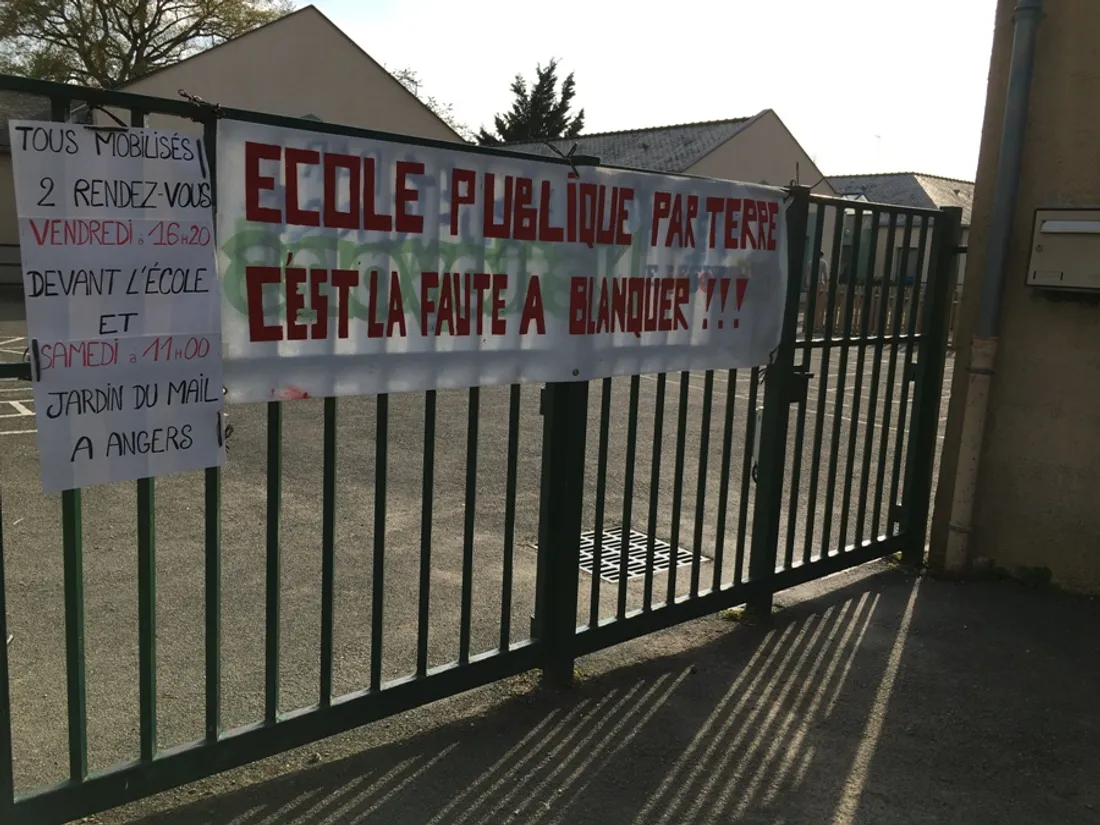 TOUS MOBILISÉS
2 RENDEZ-VOUS
VENDREDI à 16H20
DEVANT L'ÉCOLE
ET
SAMEDI à 11H00
JARDIN DU MAIL
A ANGERS
ECOLE PUBLIQUE PAR TERRE
C'EST LA FAUTE A BLANQUER !!!